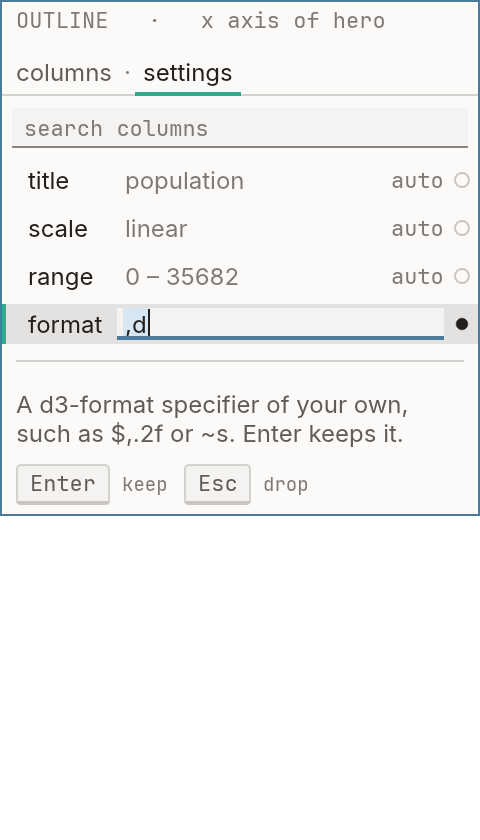 OUTLINE · x axis of hero
columns · settings
search columns
title population auto
scale linear auto
range 0 – 35682 auto
format ,d
A d3-format specifier of your own,
such as $,.2f or ~s. Enter keeps it.
Enter keep Esc drop